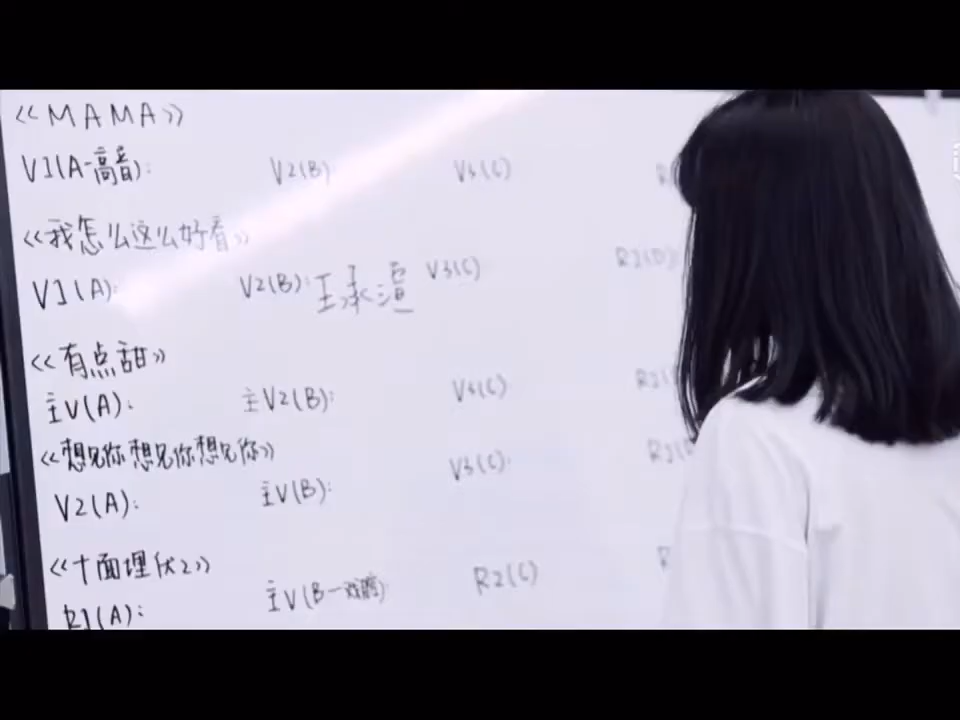 《MAMA》
V1(A-高音): V2(B) V3(C)
《我怎么这么好看》
V1(A): V2(B):王承渲 V3(C) R1(D)
《有点甜》
主V(A): 主V2(B): V3(C)
《想见你想见你想见你》
V2(A): 主V(B): V3(C):
《十面埋伏2》
R1(A): 主V(B-戏腔) R2(C)